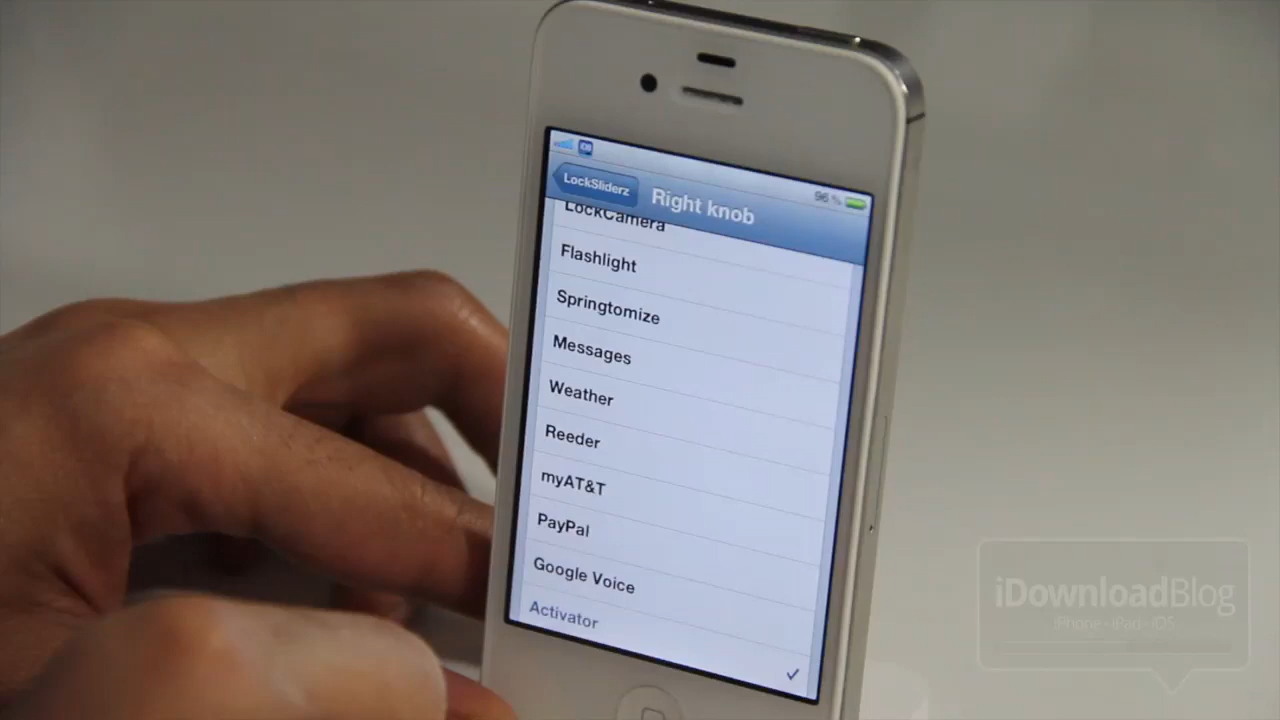 96 %
LockSliderz
Right knob
LockCamera
Flashlight
Springtomize
Messages
Weather
Reeder
myAT&T
PayPal
Google Voice
Activator
iDownloadBlog
iPhone • iPad • iOS